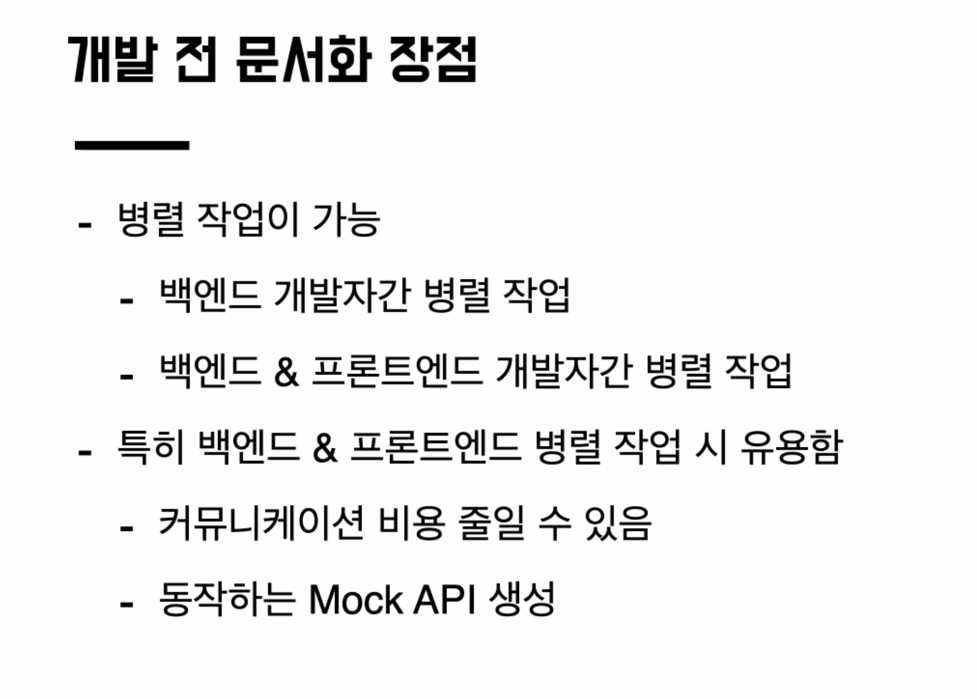 개발 전 문서화 장점
- 병렬 작업이 가능
- 백엔드 개발자간 병렬 작업
- 백엔드 & 프론트엔드 개발자간 병렬 작업
- 특히 백엔드 & 프론트엔드 병렬 작업 시 유용함
- 커뮤니케이션 비용 줄일 수 있음
- 동작하는 Mock API 생성